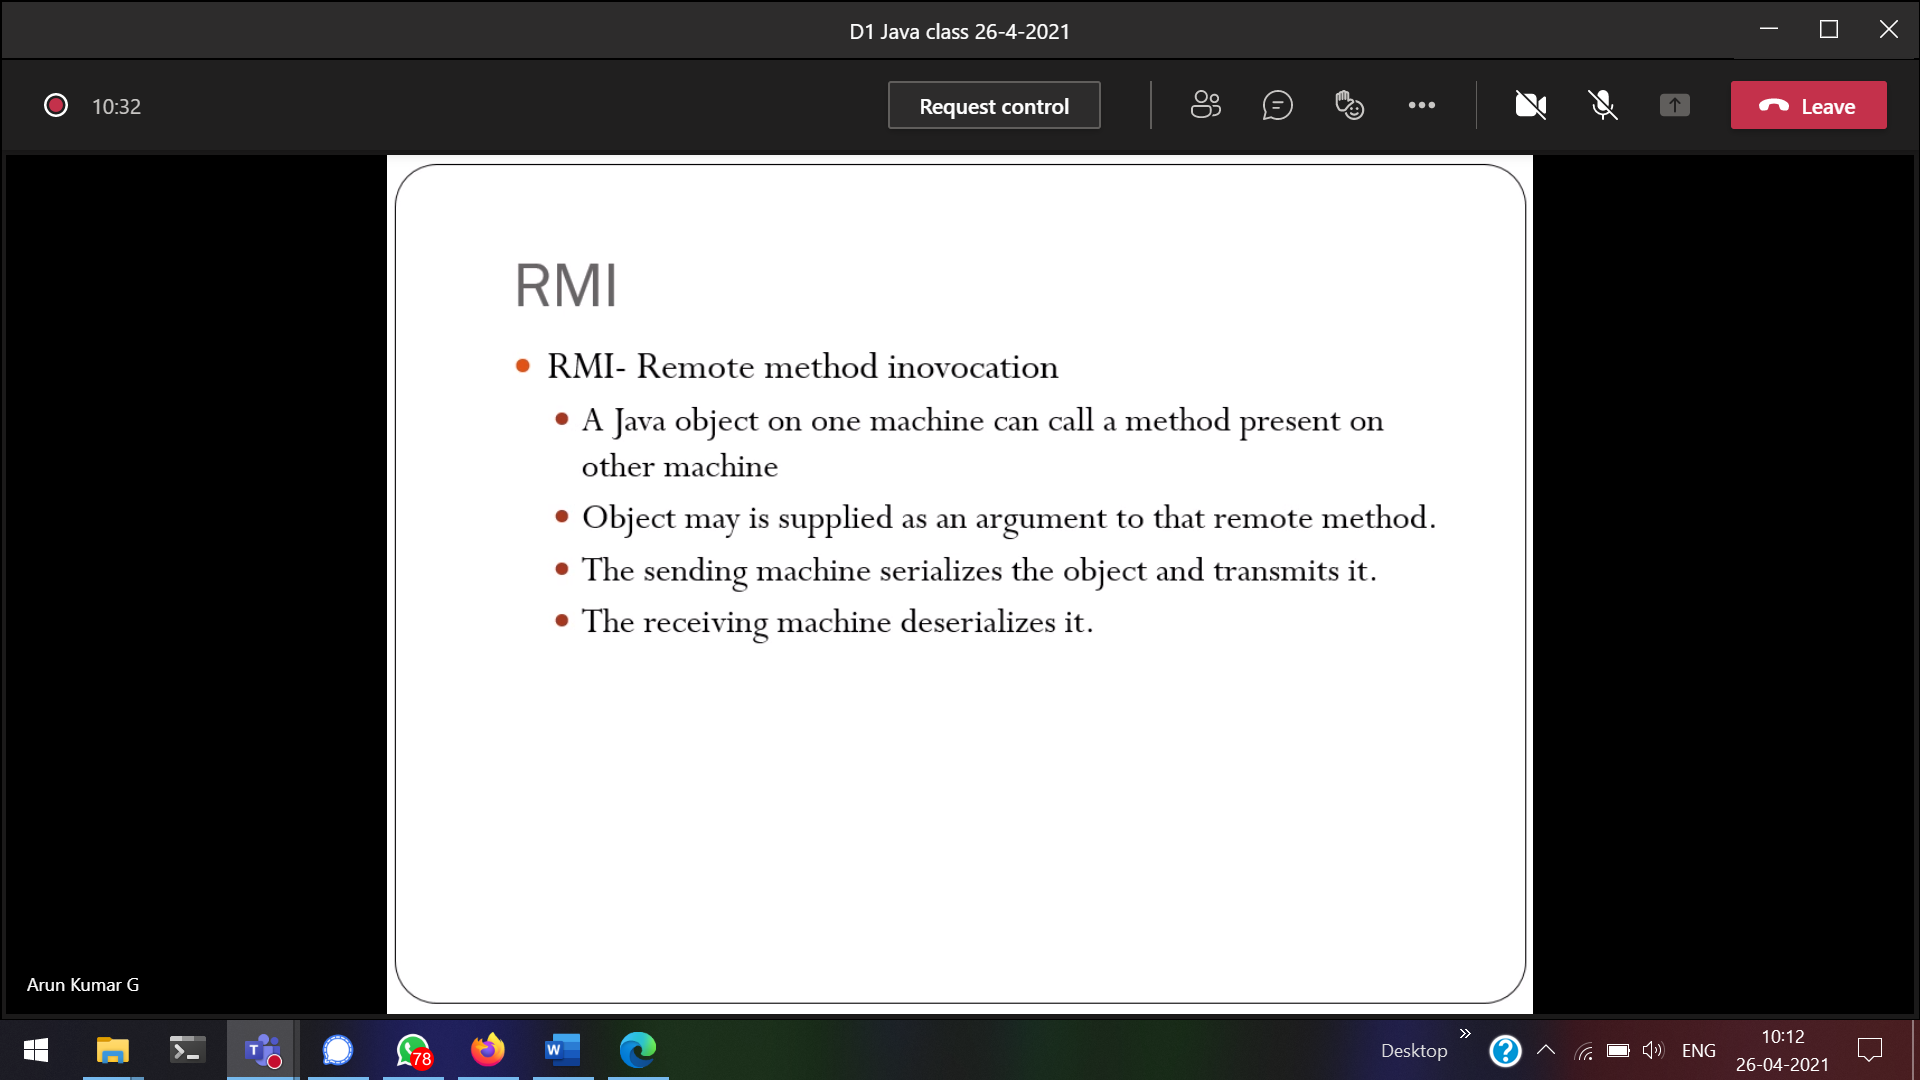 D1 Java class 26-4-2021
10:32
Request control
Leave
RMI
RMI- Remote method inovocation
A Java object on one machine can call a method present on
other machine
Object may is supplied as an argument to that remote method.
The sending machine serializes the object and transmits it.
The receiving machine deserializes it.
Arun Kumar G
T
78
W
Desktop
ENG
10:12
26-04-2021